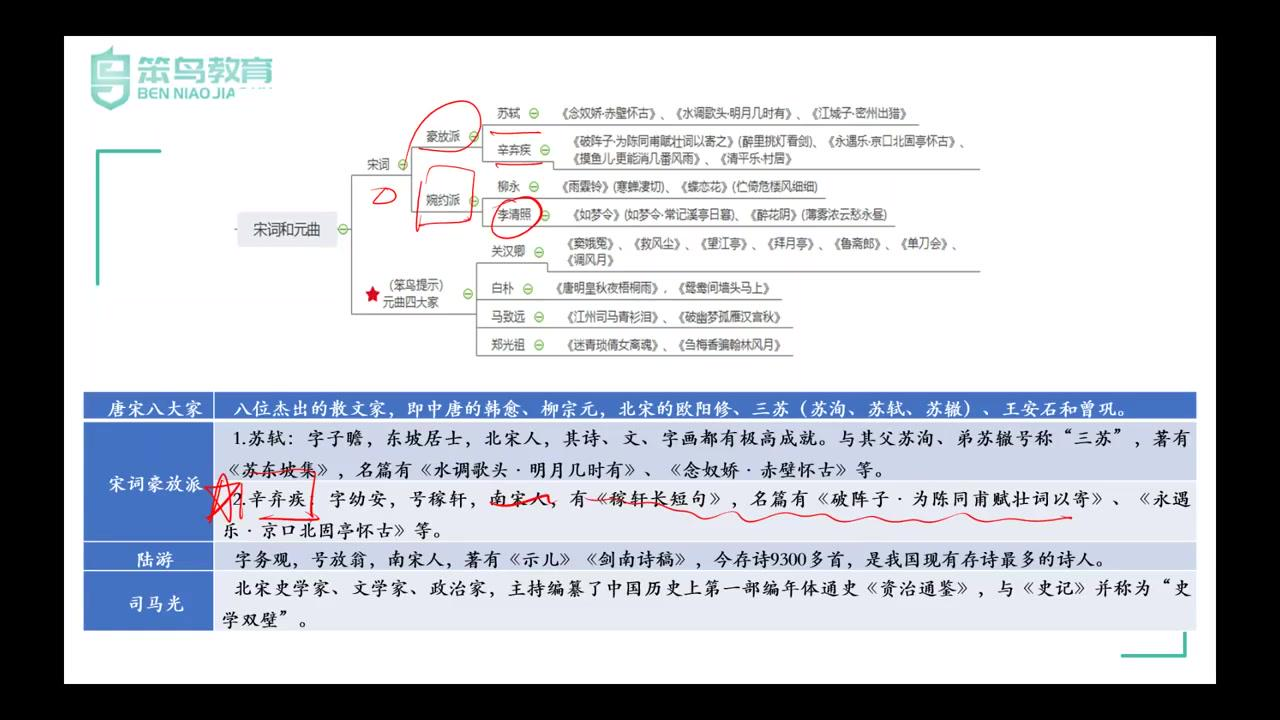 笨鸟教育
BEN NIAO JIA
苏轼 《念奴娇·赤壁怀古》、《水调歌头·明月几时有》、《江城子·密州出猎》
豪放派
辛弃疾 《破阵子·为陈同甫赋壮词以寄之》(醉里挑灯看剑)、《永遇乐·京口北固亭怀古》、
《摸鱼儿·更能消几番风雨》、《清平乐·村居》
宋词
柳永 《雨霖铃》(寒蝉凄切)、《蝶恋花》(伫倚危楼风细细)
婉约派
李清照 《如梦令》(如梦令·常记溪亭日暮)、《醉花阴》(薄雾浓云愁永昼)
宋词和元曲
关汉卿 《窦娥冤》、《救风尘》、《望江亭》、《拜月亭》、《鲁斋郎》、《单刀会》、
《调风月》
(笨鸟提示)
元曲四大家
白朴 《唐明皇秋夜梧桐雨》,《鸳鸯间墙头马上》
马致远 《江州司马青衫泪》、《破幽梦孤雁汉宫秋》
郑光祖 《迷青琐倩女离魂》、《㑇梅香骗翰林风月》
唐宋八大家 八位杰出的散文家，即中唐的韩愈、柳宗元，北宋的欧阳修、三苏（苏洵、苏轼、苏辙）、王安石和曾巩。
宋词豪放派
1.苏轼：字子瞻，东坡居士，北宋人，其诗、文、字画都有极高成就。与其父苏洵、弟苏辙号称“三苏”，著有
《苏东坡集》，名篇有《水调歌头·明月几时有》、《念奴娇·赤壁怀古》等。
2.辛弃疾：字幼安，号稼轩，南宋人，有《稼轩长短句》，名篇有《破阵子·为陈同甫赋壮词以寄》、《永遇
乐·京口北固亭怀古》等。
陆游 字务观，号放翁，南宋人，著有《示儿》《剑南诗稿》，今存诗9300多首，是我国现有存诗最多的诗人。
司马光 北宋史学家、文学家、政治家，主持编纂了中国历史上第一部编年体通史《资治通鉴》，与《史记》并称为“史
学双壁”。